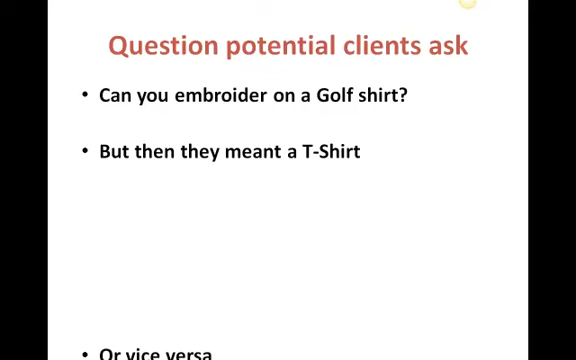 Question potential clients ask
• Can you embroider on a Golf shirt?
• But then they meant a T-Shirt
• Or vice versa